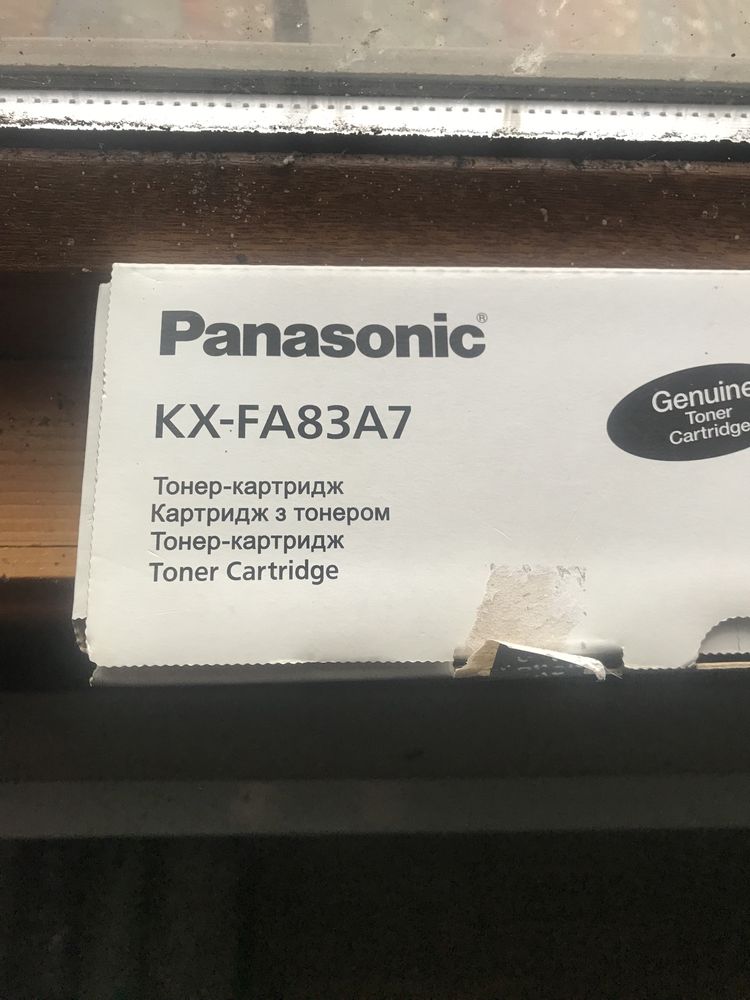 Panasonic®
KX-FA83A7
Genuine
Toner
Cartridge
Тонер-картридж
Картридж з тонером
Тонер-картридж
Toner Cartridge